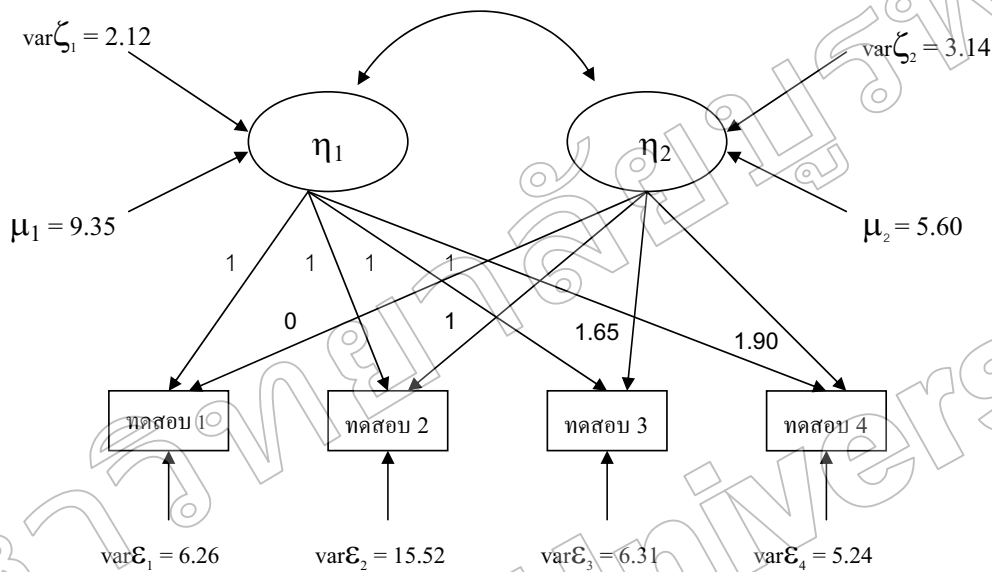 varζ₁ = 2.12
varζ₂ = 3.14
η₁
η₂
μ₁ = 9.35
μ₂ = 5.60
1 1 1 1
0 1 1.65 1.90
ทดสอบ 1 ทดสอบ 2 ทดสอบ 3 ทดสอบ 4
varε₁ = 6.26 varε₂ = 15.52 varε₃ = 6.31 varε₄ = 5.24